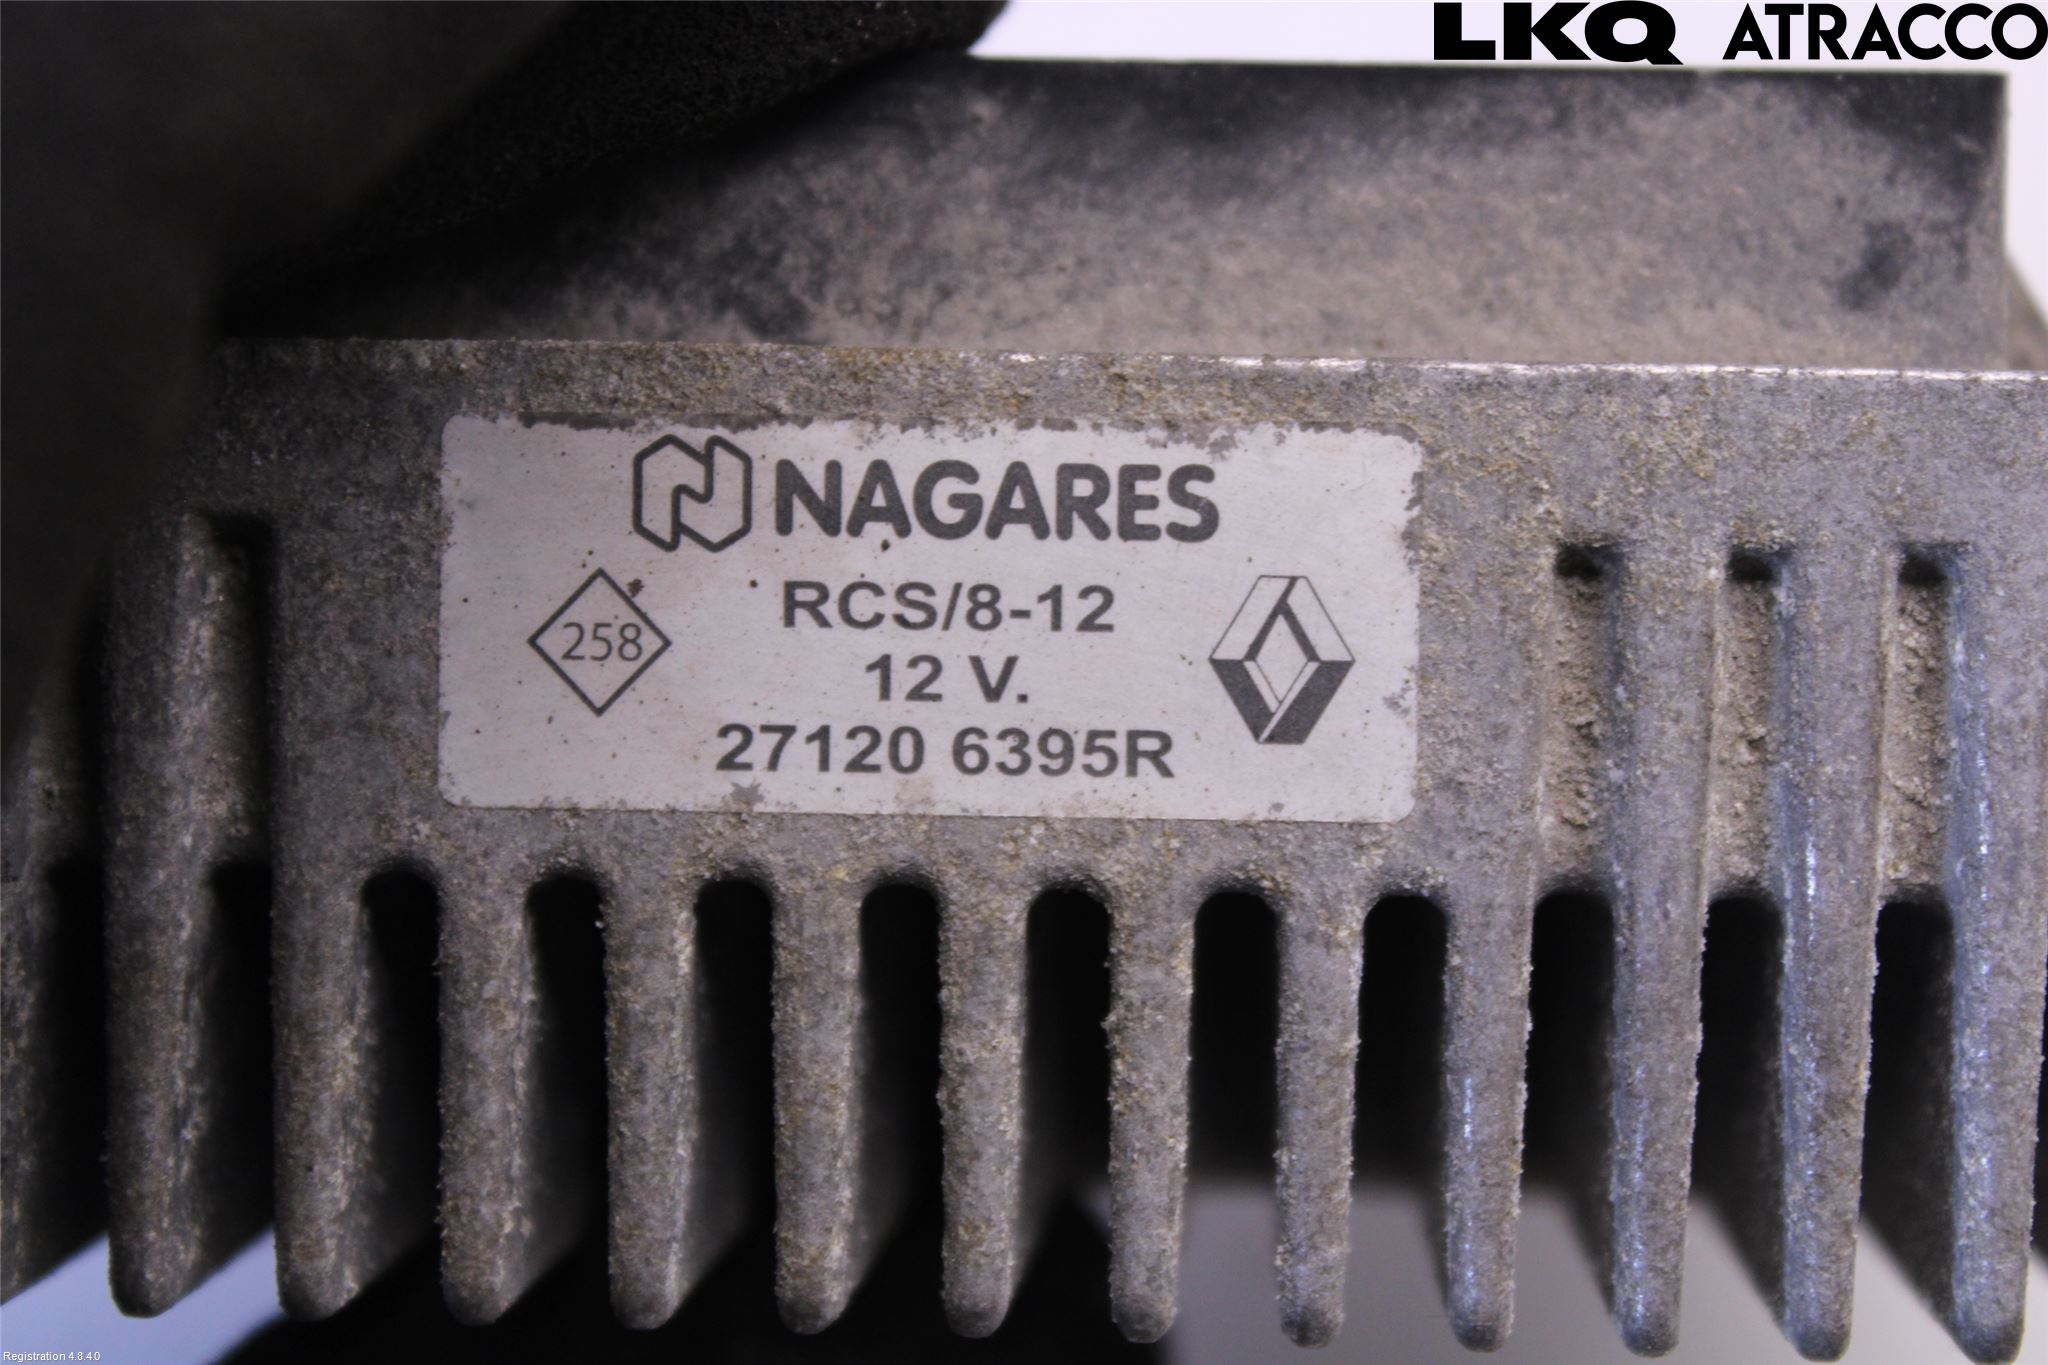 LKQ ATRACCO
NAGARES
258
RCS/8-12
12 V.
27120 6395R
Registration 4.8.4.0